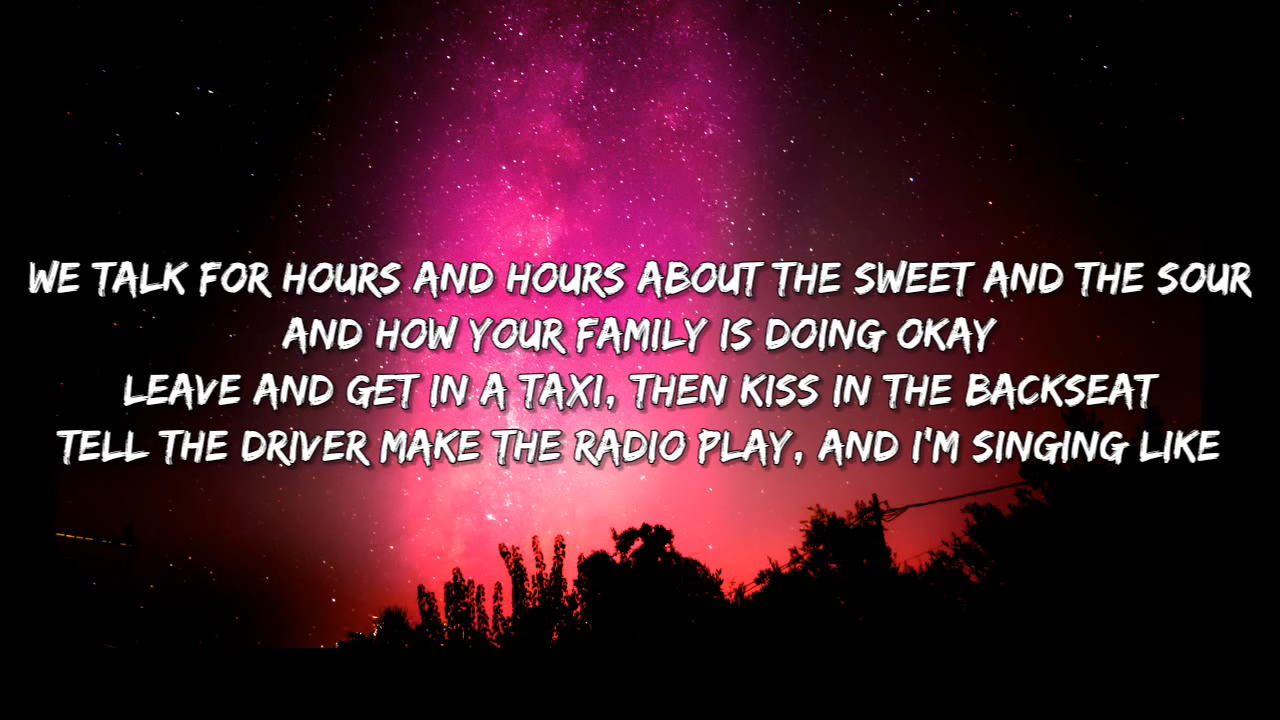 WE TALK FOR HOURS AND HOURS ABOUT THE SWEET AND THE SOUR
AND HOW YOUR FAMILY IS DOING OKAY
LEAVE AND GET IN A TAXI, THEN KISS IN THE BACKSEAT
TELL THE DRIVER MAKE THE RADIO PLAY, AND I'M SINGING LIKE